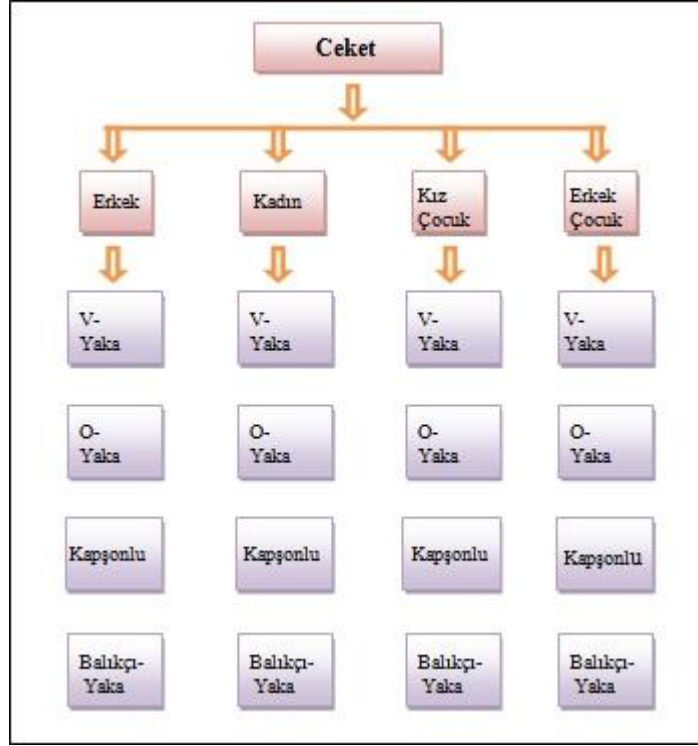 Ceket
Erkek
Kadın
Kız
Çocuk
Erkek
Çocuk
V-
Yaka
V-
Yaka
V-
Yaka
V-
Yaka
O-
Yaka
O-
Yaka
O-
Yaka
O-
Yaka
Kapşonlu
Kapşonlu
Kapşonlu
Kapşonlu
Balıkçı-
Yaka
Balıkçı-
Yaka
Balıkçı-
Yaka
Balıkçı-
Yaka